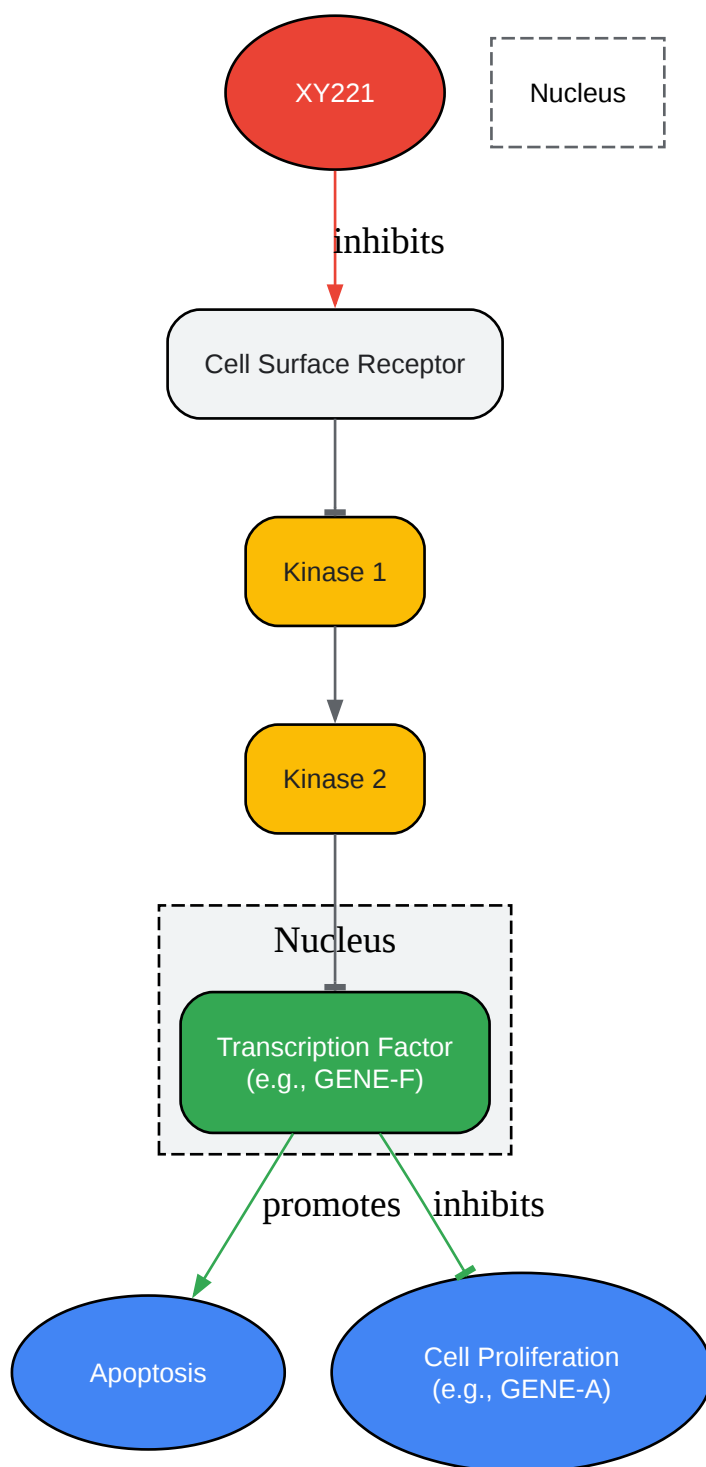 XY221
Nucleus
inhibits
Cell Surface Receptor
Kinase 1
Kinase 2
Nucleus
Transcription Factor
(e.g., GENE-F)
promotes
inhibits
Apoptosis
Cell Proliferation
(e.g., GENE-A)